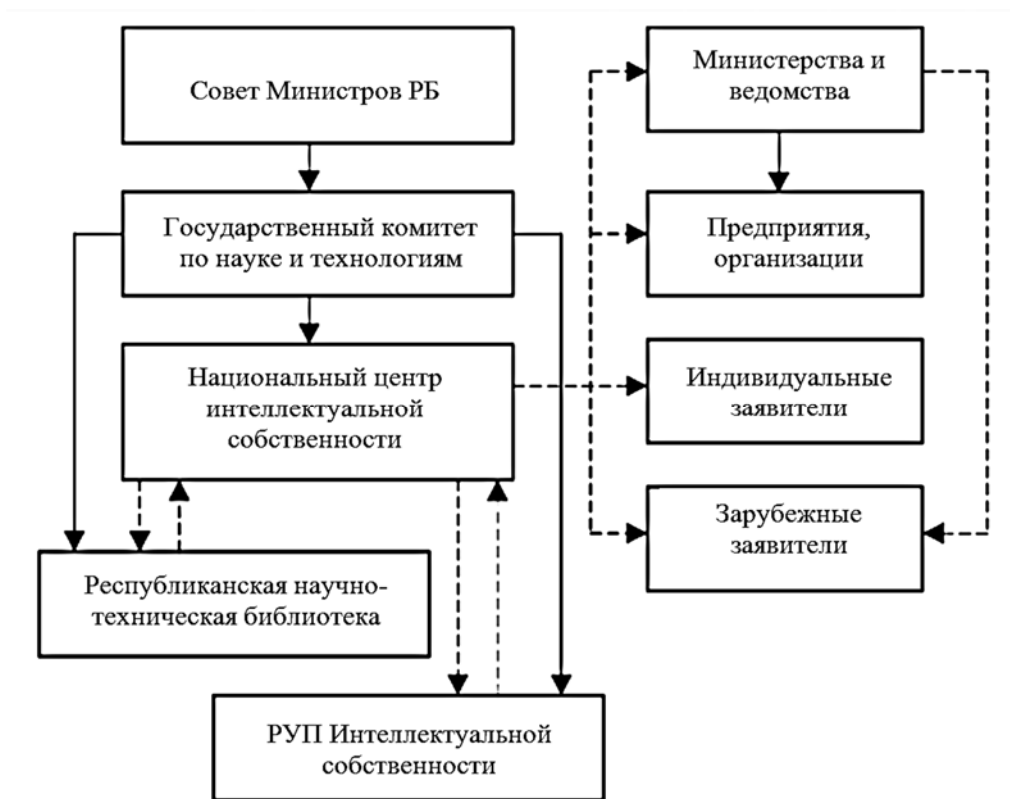 Совет Министров РБ
Государственный комитет
по науке и технологиям
Национальный центр
интеллектуальной
собственности
Республиканская научно-
техническая библиотека
РУП Интеллектуальной
собственности
Министерства и
ведомства
Предприятия,
организации
Индивидуальные
заявители
Зарубежные
заявители